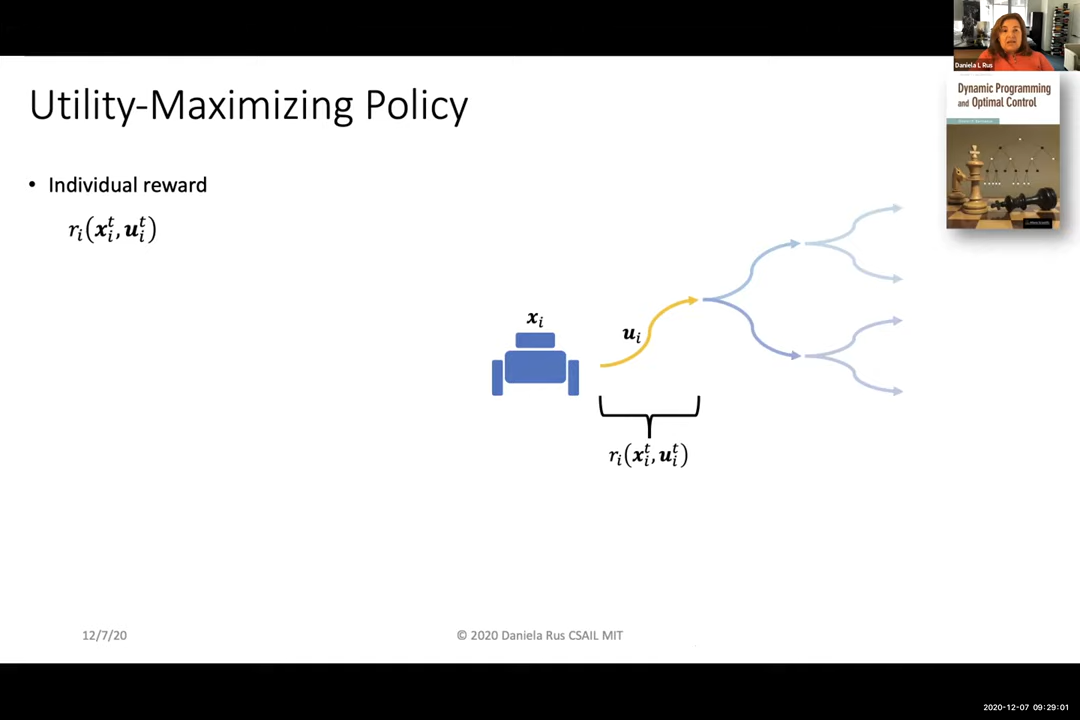 Daniela L Rus
Dynamic Programming
and Optimal Control
Utility-Maximizing Policy
• Individual reward
rᵢ(𝒙ᵢᵗ, 𝒖ᵢᵗ)
𝒙ᵢ
𝒖ᵢ
rᵢ(𝒙ᵢᵗ, 𝒖ᵢᵗ)
12/7/20
© 2020 Daniela Rus CSAIL MIT
2020-12-07 09:29:01